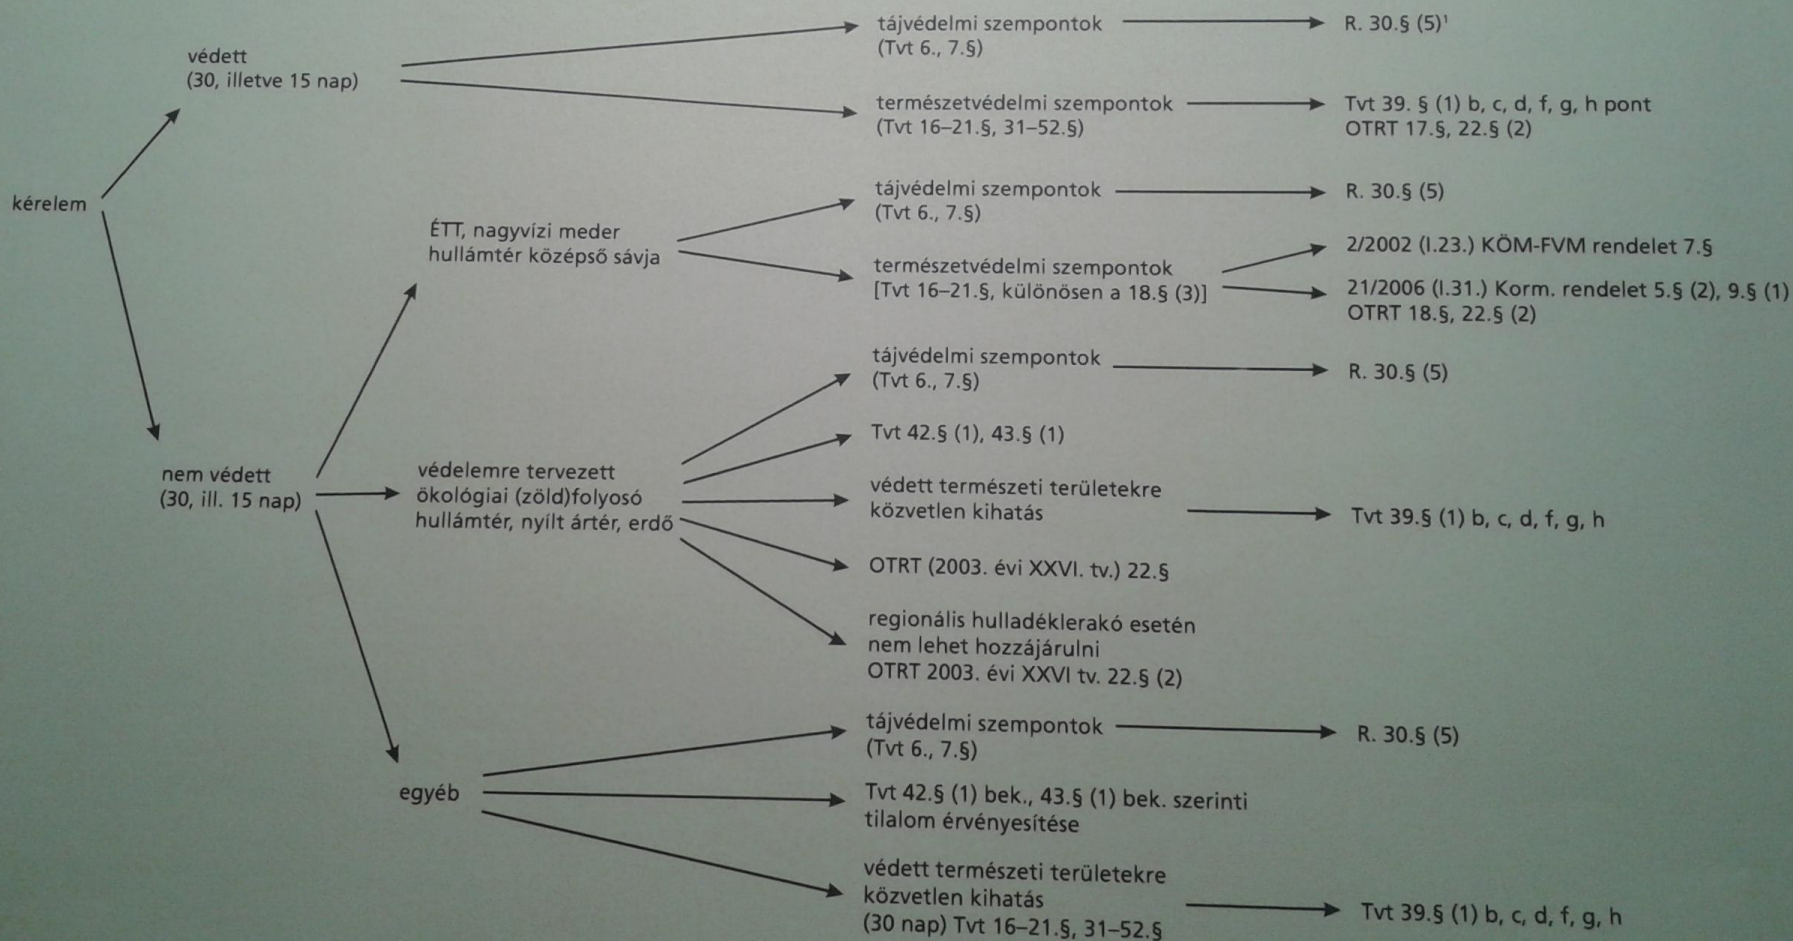 kérelem
védett
(30, illetve 15 nap)
tájvédelmi szempontok
(Tvt 6., 7.§)
R. 30.§ (5)¹
természetvédelmi szempontok
(Tvt 16–21.§, 31–52.§)
Tvt 39. § (1) b, c, d, f, g, h pont
OTRT 17.§, 22.§ (2)
nem védett
(30, ill. 15 nap)
ÉTT, nagyvízi meder
hullámtér középső sávja
tájvédelmi szempontok
(Tvt 6., 7.§)
R. 30.§ (5)
természetvédelmi szempontok
[Tvt 16–21.§, különösen a 18.§ (3)]
2/2002 (I.23.) KÖM-FVM rendelet 7.§
21/2006 (I.31.) Korm. rendelet 5.§ (2), 9.§ (1)
OTRT 18.§, 22.§ (2)
védelemre tervezett
ökológiai (zöld)folyosó
hullámtér, nyílt ártér, erdő
tájvédelmi szempontok
(Tvt 6., 7.§)
R. 30.§ (5)
Tvt 42.§ (1), 43.§ (1)
védett természeti területekre
közvetlen kihatás
Tvt 39.§ (1) b, c, d, f, g, h
OTRT (2003. évi XXVI. tv.) 22.§
regionális hulladéklerakó esetén
nem lehet hozzájárulni
OTRT 2003. évi XXVI tv. 22.§ (2)
egyéb
tájvédelmi szempontok
(Tvt 6., 7.§)
R. 30.§ (5)
Tvt 42.§ (1) bek., 43.§ (1) bek. szerinti
tilalom érvényesítése
védett természeti területekre
közvetlen kihatás
(30 nap) Tvt 16–21.§, 31–52.§
Tvt 39.§ (1) b, c, d, f, g, h